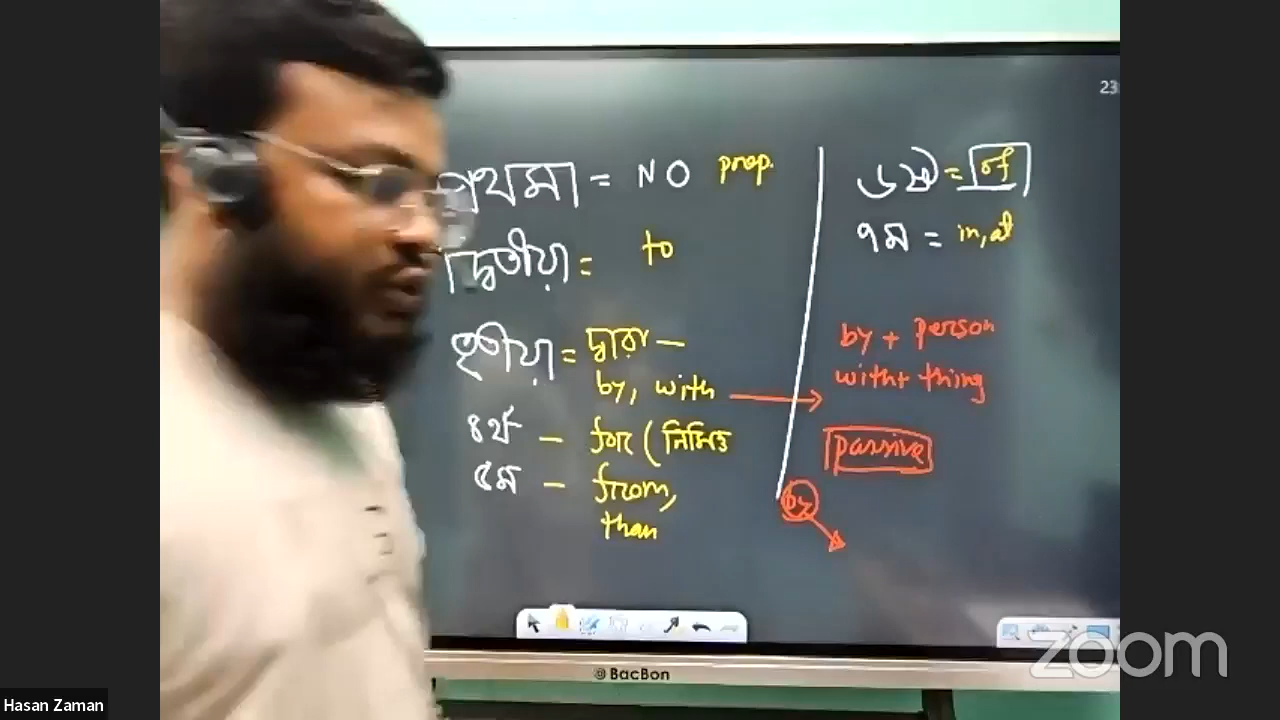 প্রথমা = NO prep.
দ্বিতীয়া = to
তৃতীয়া = দ্বারা —
by, with →
৪র্থ — for (নিমিত্ত
৫ম — from,
than
23
৬ষ্ঠ = of
৭ম = in, at
by + person
with + thing
passive
by
BacBon
zoom
Hasan Zaman